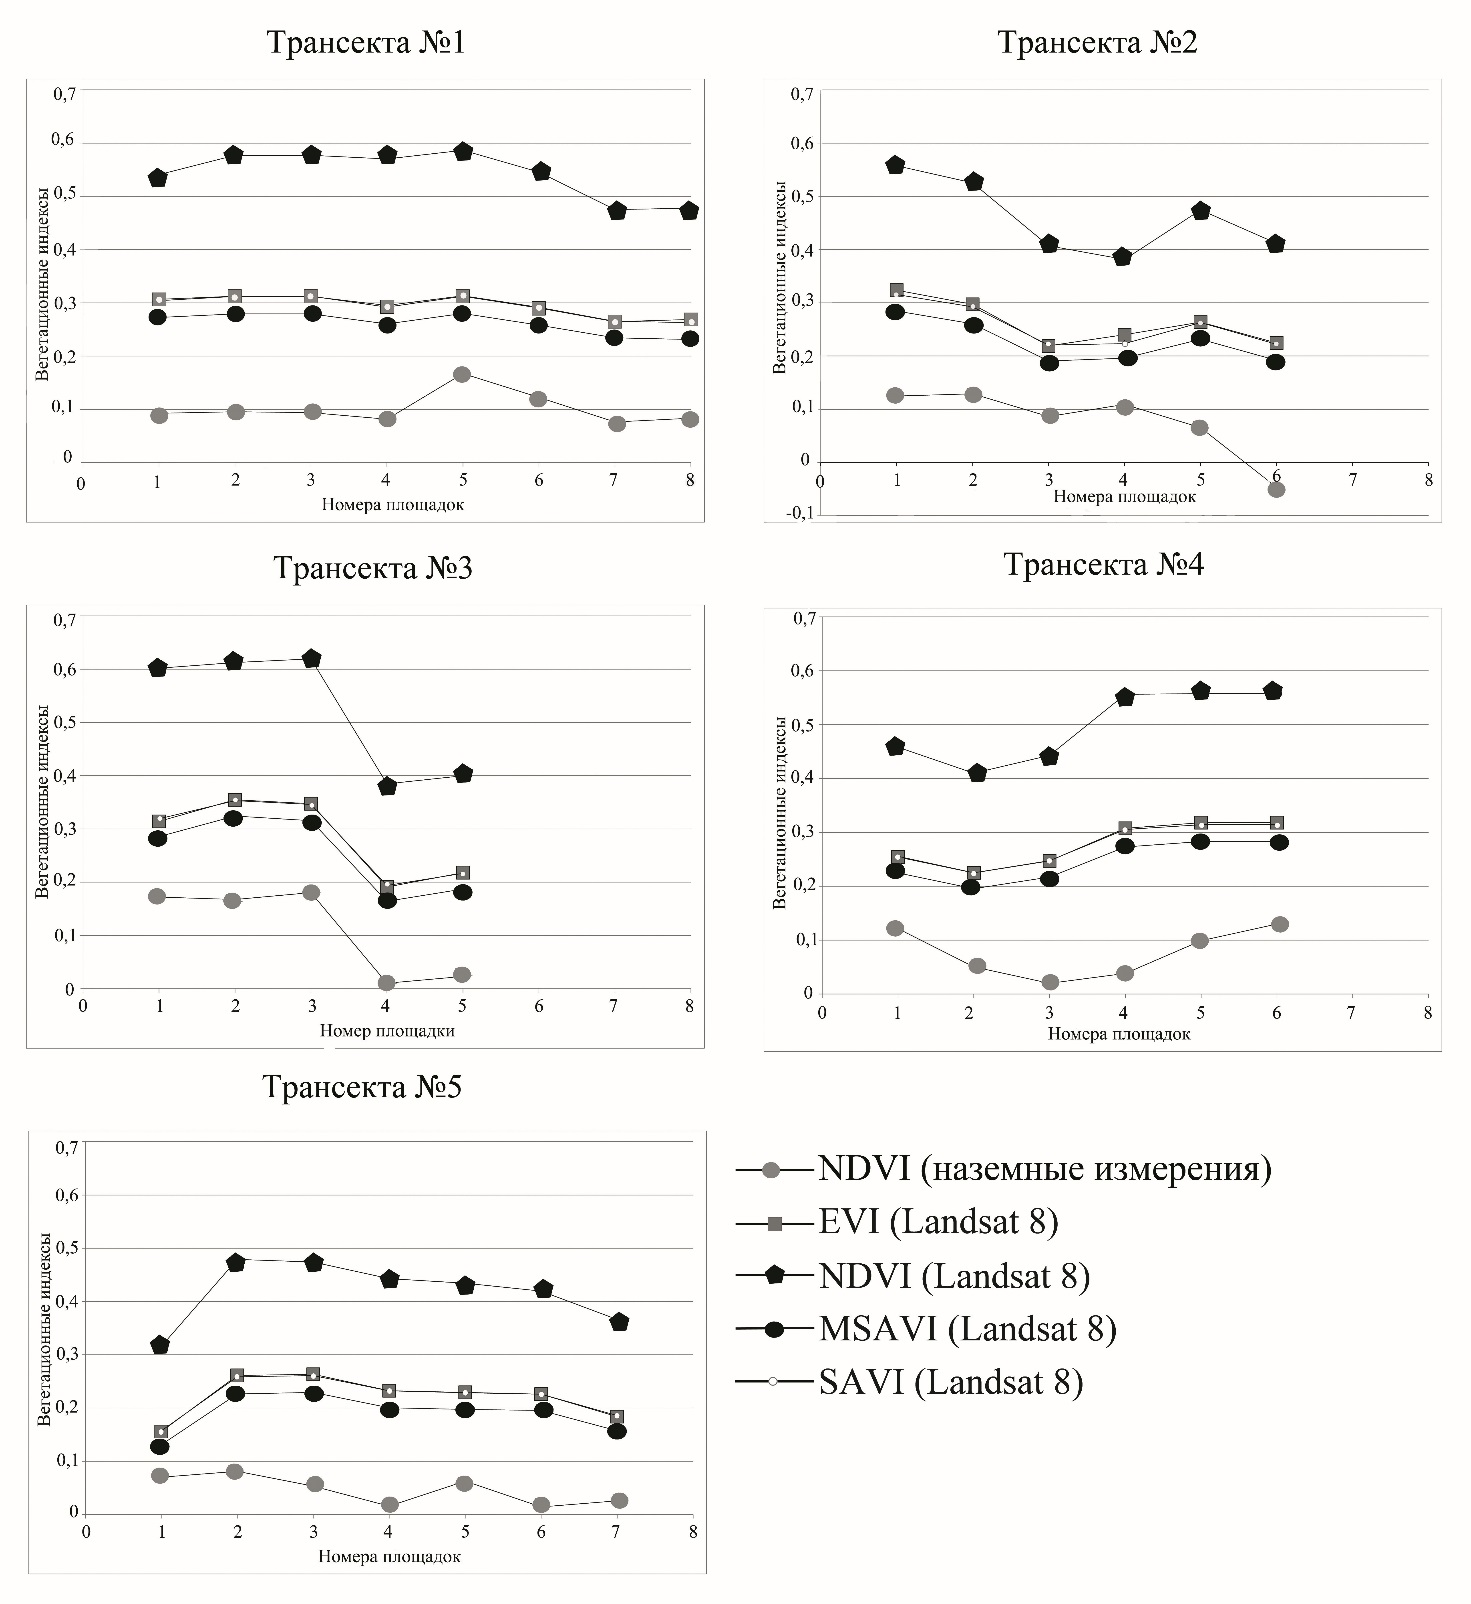 Трансекта №1
Вегетационные индексы
0,7
0,6
0,5
0,4
0,3
0,2
0,1
0
0 1 2 3 4 5 6 7 8
Номера площадок
Трансекта №2
Вегетационные индексы
0,7
0,6
0,5
0,4
0,3
0,2
0,1
0
-0,1
0 1 2 3 4 5 6 7 8
Номера площадок
Трансекта №3
Вегетационные индексы
0,7
0,6
0,5
0,4
0,3
0,2
0,1
0
0 1 2 3 4 5 6 7 8
Номер площадки
Трансекта №4
Вегетационные индексы
0,7
0,6
0,5
0,4
0,3
0,2
0,1
0
0 1 2 3 4 5 6 7 8
Номера площадок
Трансекта №5
Вегетационные индексы
0,7
0,6
0,5
0,4
0,3
0,2
0,1
0
0 1 2 3 4 5 6 7 8
Номера площадок
NDVI (наземные измерения)
EVI (Landsat 8)
NDVI (Landsat 8)
MSAVI (Landsat 8)
SAVI (Landsat 8)